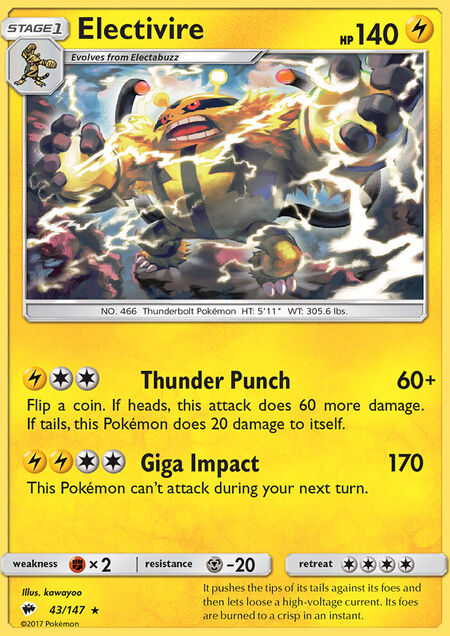 STAGE1
Electivire
HP 140
Evolves from Electabuzz
NO. 466 Thunderbolt Pokémon HT: 5'11" WT: 305.6 lbs.
Thunder Punch 60+
Flip a coin. If heads, this attack does 60 more damage.
If tails, this Pokémon does 20 damage to itself.
Giga Impact 170
This Pokémon can't attack during your next turn.
weakness × 2 resistance -20 retreat
Illus. kawayoo
43/147 ★
©2017 Pokémon
It pushes the tips of its tails against its foes and
then lets loose a high-voltage current. Its foes
are burned to a crisp in an instant.